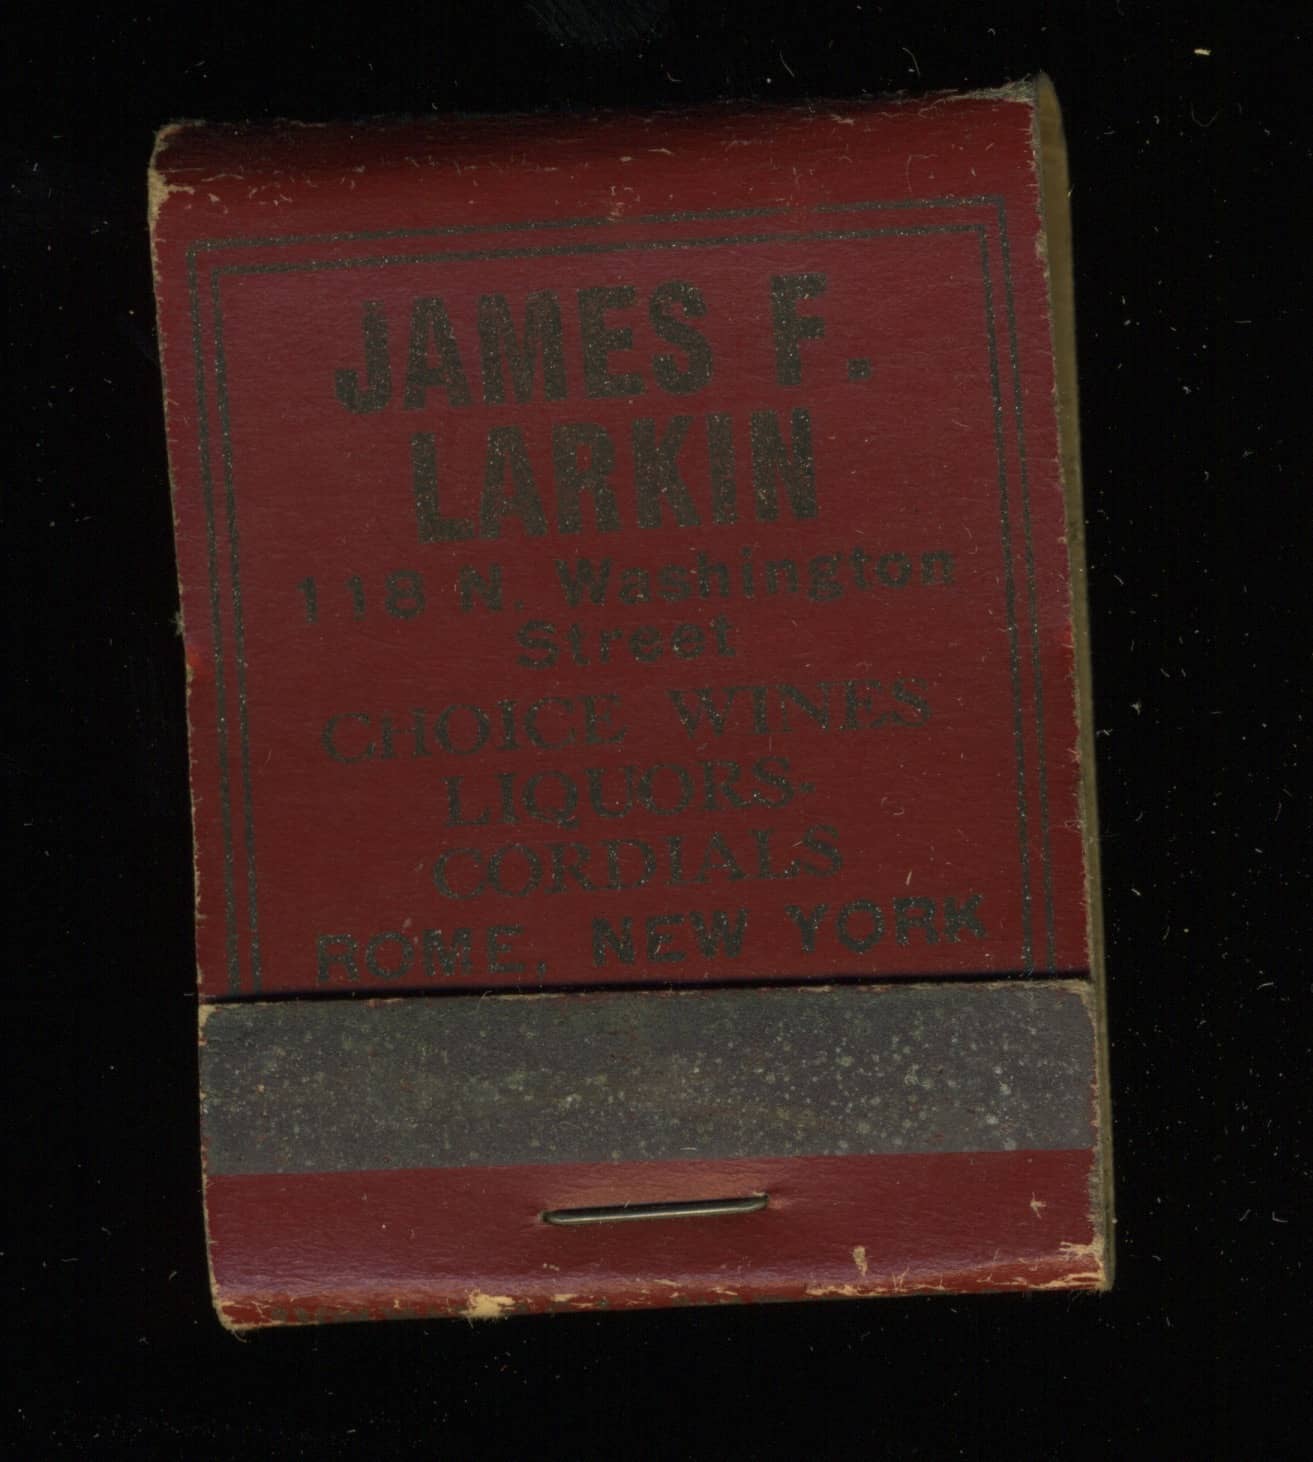 JAMES F.
LARKIN
118 N. Washington
Street
CHOICE WINES
LIQUORS-
CORDIALS
ROME, NEW YORK